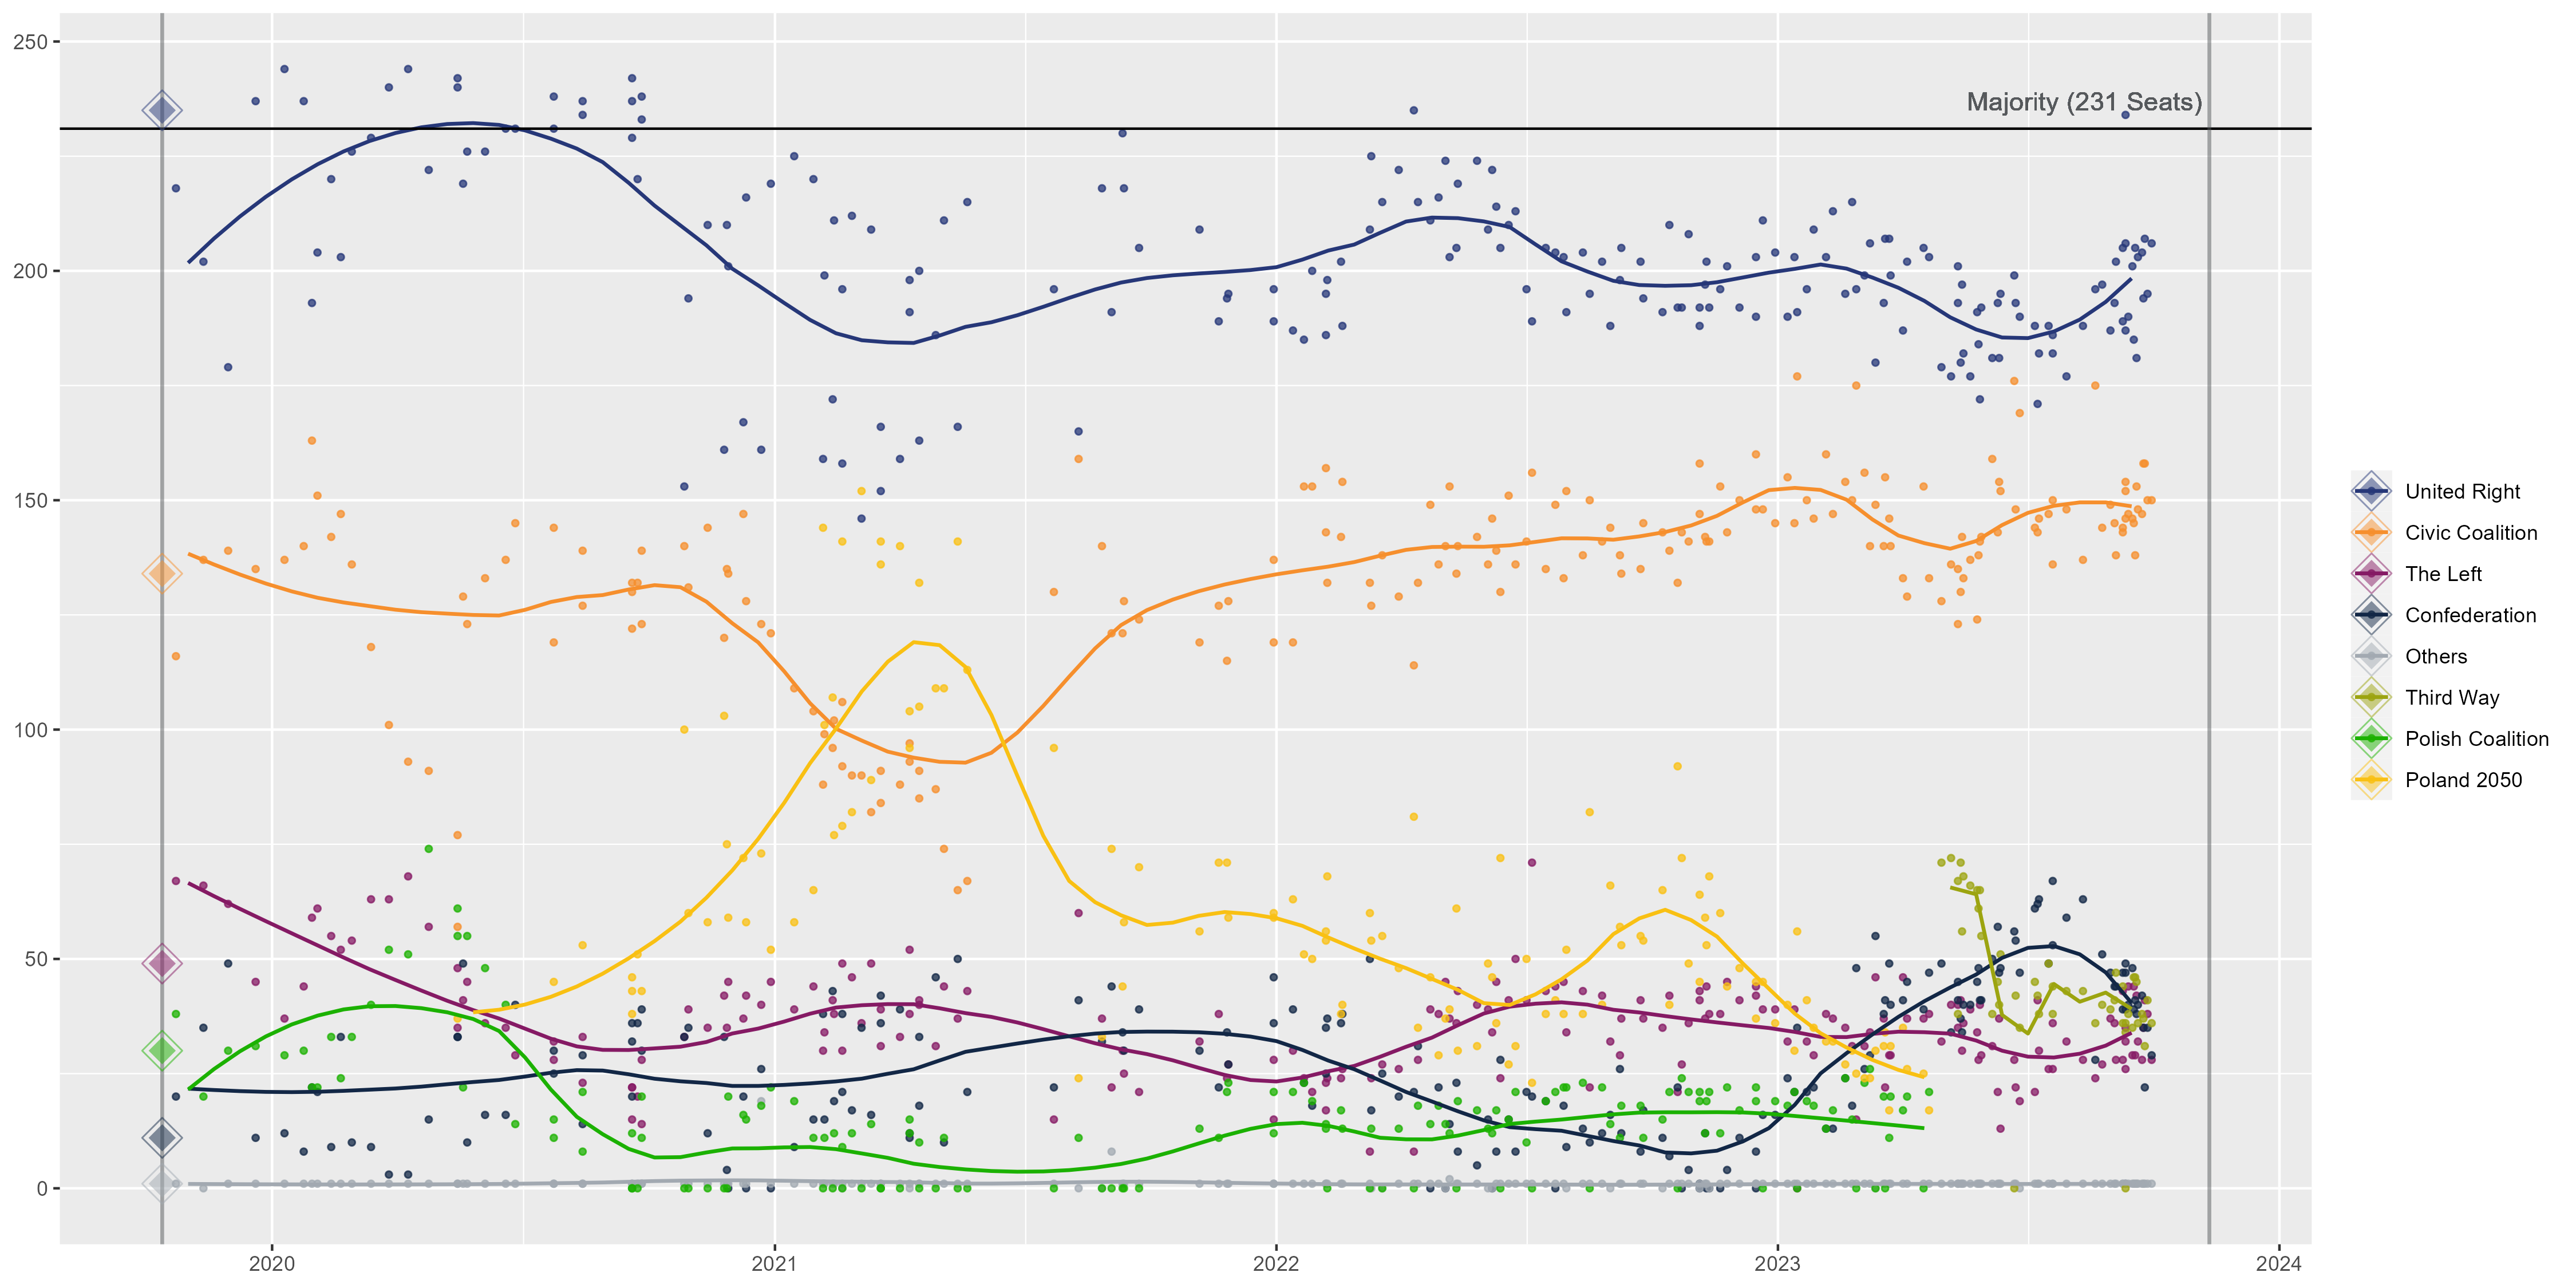 250
200
150
100
50
0
Majority (231 Seats)
2020 2021 2022 2023 2024
United Right
Civic Coalition
The Left
Confederation
Others
Third Way
Polish Coalition
Poland 2050